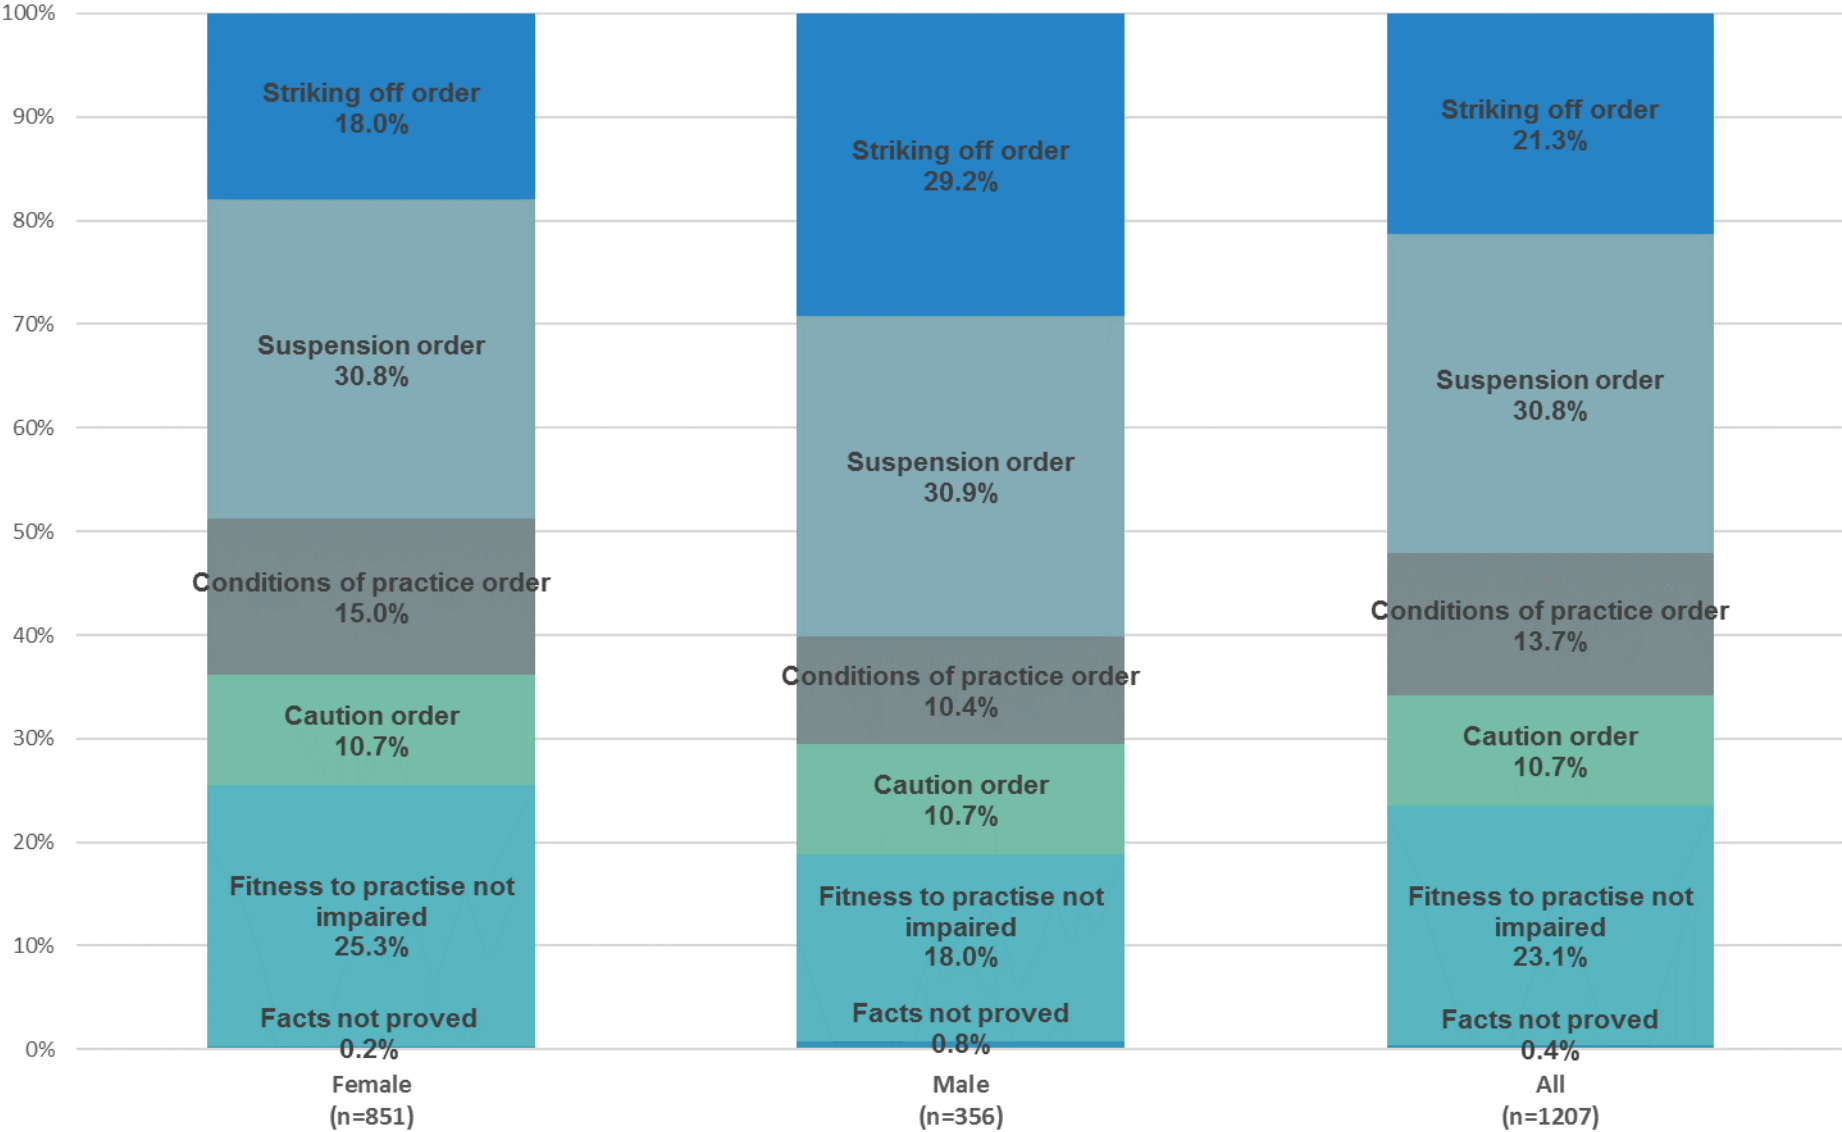 100%
90%
80%
70%
60%
50%
40%
30%
20%
10%
0%
Striking off order
18.0%
Suspension order
30.8%
Conditions of practice order
15.0%
Caution order
10.7%
Fitness to practise not
impaired
25.3%
Facts not proved
0.2%
Female
(n=851)
Striking off order
29.2%
Suspension order
30.9%
Conditions of practice order
10.4%
Caution order
10.7%
Fitness to practise not
impaired
18.0%
Facts not proved
0.8%
Male
(n=356)
Striking off order
21.3%
Suspension order
30.8%
Conditions of practice order
13.7%
Caution order
10.7%
Fitness to practise not
impaired
23.1%
Facts not proved
0.4%
All
(n=1207)